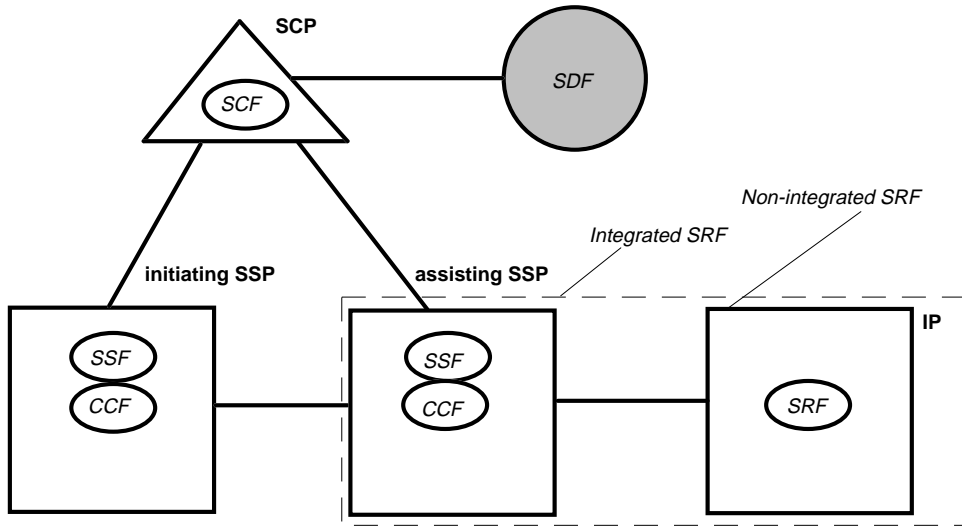 SCP
SDF
SCF
Non-integrated SRF
Integrated SRF
initiating SSP
assisting SSP
IP
SSF
CCF
SSF
CCF
SRF